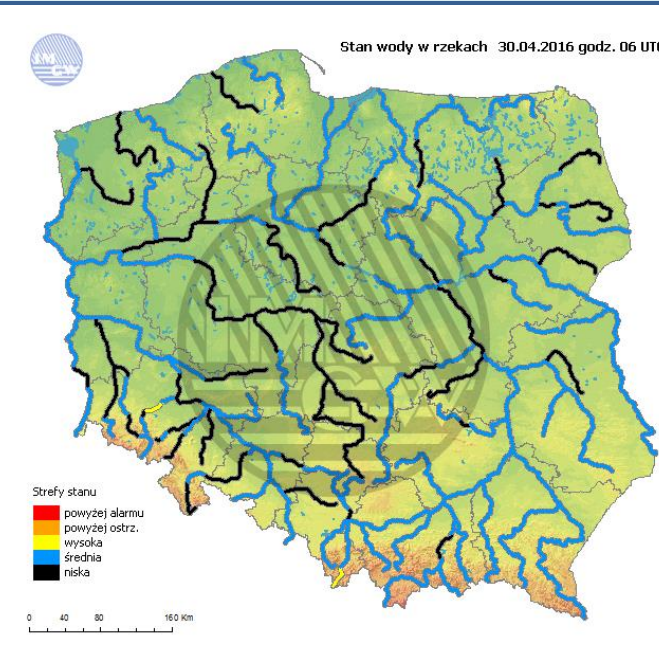 Stan wody w rzekach 30.04.2016 godz. 06 UTC
Strefy stanu
powyżej alarmu
powyżej ostrz.
wysoka
średnia
niska
0 40 80 160 Km